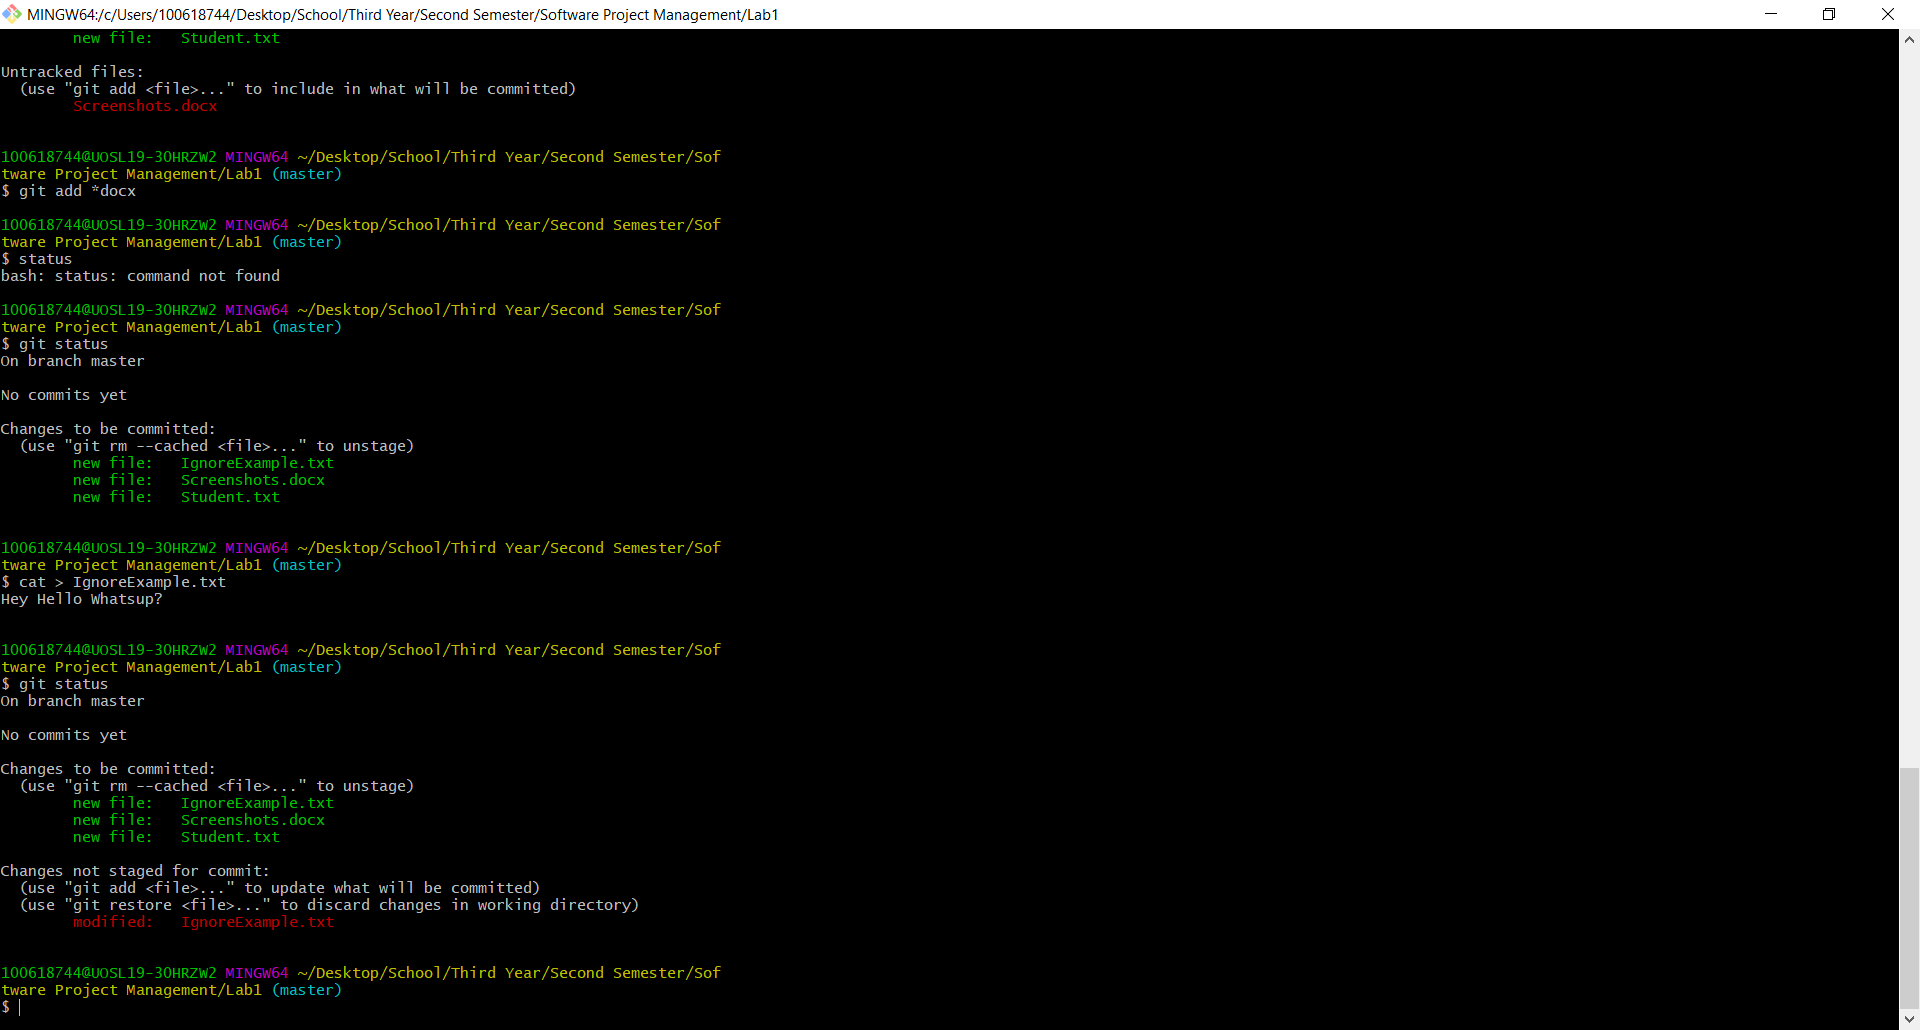 MINGW64:/c/Users/100618744/Desktop/School/Third Year/Second Semester/Software Project Management/Lab1
new file:   Student.txt
Untracked files:
(use "git add <file>..." to include in what will be committed)
Screenshots.docx
100618744@UOSL19-3OHRZW2 MINGW64 ~/Desktop/School/Third Year/Second Semester/Sof
tware Project Management/Lab1 (master)
$ git add *docx
100618744@UOSL19-3OHRZW2 MINGW64 ~/Desktop/School/Third Year/Second Semester/Sof
tware Project Management/Lab1 (master)
$ status
bash: status: command not found
100618744@UOSL19-3OHRZW2 MINGW64 ~/Desktop/School/Third Year/Second Semester/Sof
tware Project Management/Lab1 (master)
$ git status
On branch master
No commits yet
Changes to be committed:
(use "git rm --cached <file>..." to unstage)
new file:   IgnoreExample.txt
new file:   Screenshots.docx
new file:   Student.txt
100618744@UOSL19-3OHRZW2 MINGW64 ~/Desktop/School/Third Year/Second Semester/Sof
tware Project Management/Lab1 (master)
$ cat > IgnoreExample.txt
Hey Hello Whatsup?
100618744@UOSL19-3OHRZW2 MINGW64 ~/Desktop/School/Third Year/Second Semester/Sof
tware Project Management/Lab1 (master)
$ git status
On branch master
No commits yet
Changes to be committed:
(use "git rm --cached <file>..." to unstage)
new file:   IgnoreExample.txt
new file:   Screenshots.docx
new file:   Student.txt
Changes not staged for commit:
(use "git add <file>..." to update what will be committed)
(use "git restore <file>..." to discard changes in working directory)
modified:   IgnoreExample.txt
100618744@UOSL19-3OHRZW2 MINGW64 ~/Desktop/School/Third Year/Second Semester/Sof
tware Project Management/Lab1 (master)
$